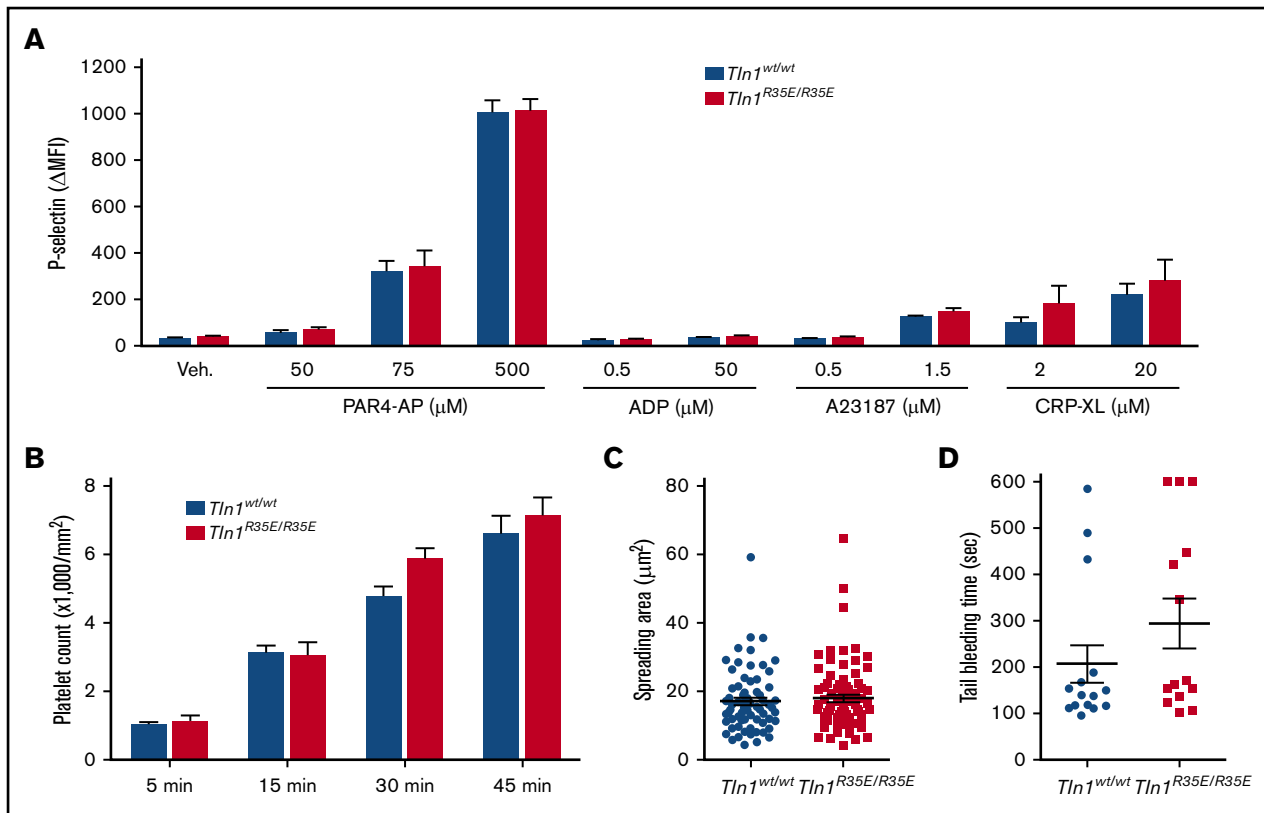 A
1200
1000
800
600
400
200
0
P-selectin (ΔMFI)
Tln1wt/wt
Tln1R35E/R35E
Veh. 50 75 500 0.5 50 0.5 1.5 2 20
PAR4-AP (μM) ADP (μM) A23187 (μM) CRP-XL (μM)
B
8
6
4
2
0
Platelet count (x1,000/mm²)
Tln1wt/wt
Tln1R35E/R35E
5 min 15 min 30 min 45 min
C
80
60
40
20
0
Spreading area (μm²)
Tln1wt/wt Tln1R35E/R35E
D
600
500
400
300
200
100
0
Tail bleeding time (sec)
Tln1wt/wt Tln1R35E/R35E